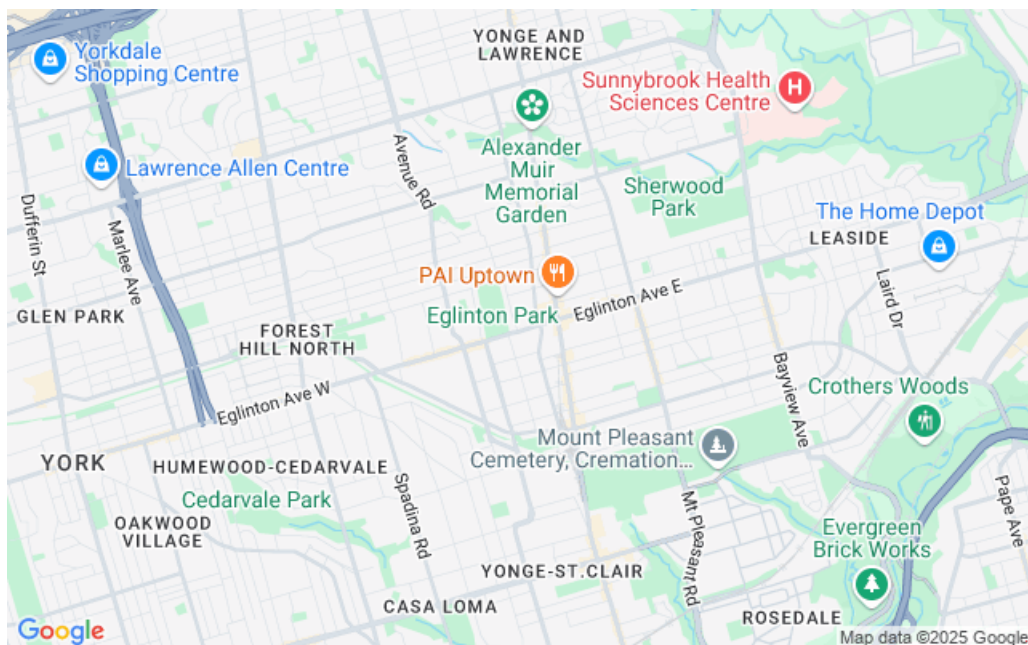 YONGE AND
LAWRENCE
Yorkdale
Shopping Centre
Sunnybrook Health
Sciences Centre
H
Alexander
Muir
Memorial
Garden
Avenue Rd
Lawrence Allen Centre
Sherwood
Park
Dufferin St
Marlee Ave
The Home Depot
LEASIDE
PAI Uptown
Laird Dr
Eglinton Ave E
Eglinton Park
GLEN PARK
FOREST
HILL NORTH
Bayview Ave
Crothers Woods
Eglinton Ave W
Mount Pleasant
Cemetery, Cremation...
YORK
HUMEWOOD-CEDARVALE
Cedarvale Park
Spadina Rd
Mt Pleasant Rd
Pape Ave
OAKWOOD
VILLAGE
Evergreen
Brick Works
YONGE-ST.CLAIR
CASA LOMA
ROSEDALE
Google
Map data ©2025 Google